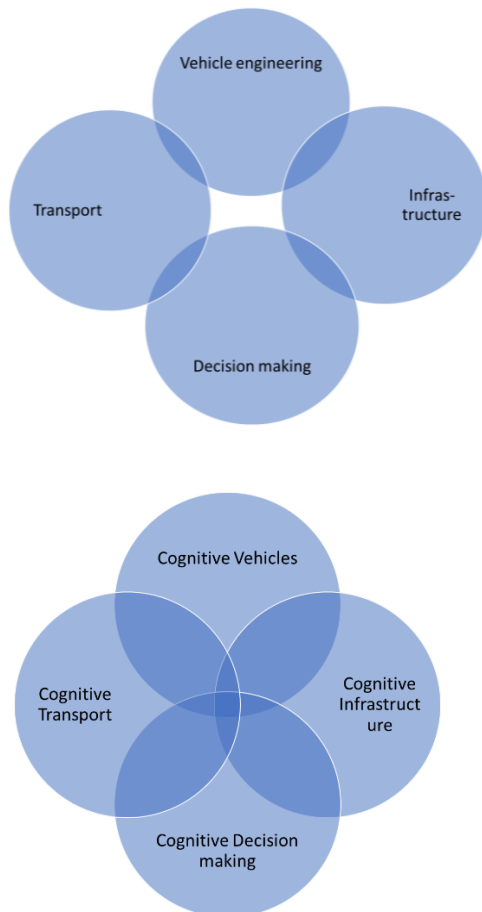 Vehicle engineering
Transport
Infras-
tructure
Decision making
Cognitive Vehicles
Cognitive
Transport
Cognitive
Infrastruct
ure
Cognitive Decision
making